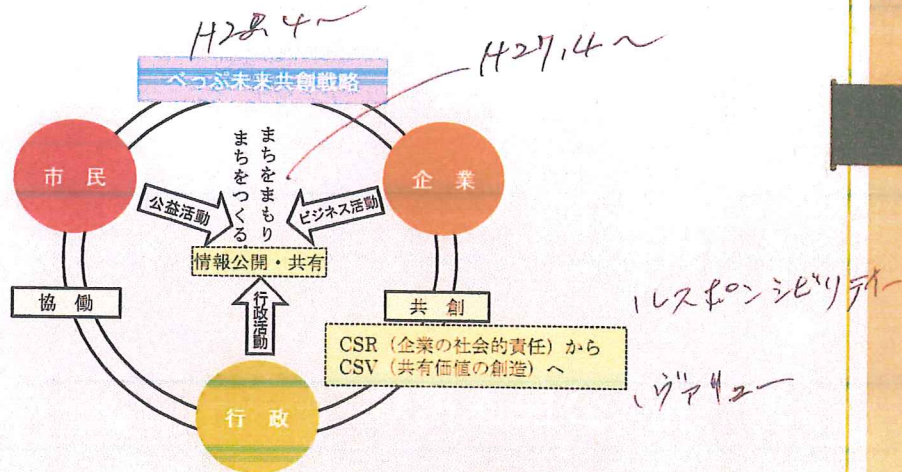 H28.4～
H27.4～
べっぷ未来共創戦略
市民
企業
まちをまもり
まちをつくる
公益活動
ビジネス活動
情報公開・共有
協働
行政活動
共創
CSR（企業の社会的責任）から
CSV（共有価値の創造）へ
レスポンシビリティー
ヴァリュー
行政